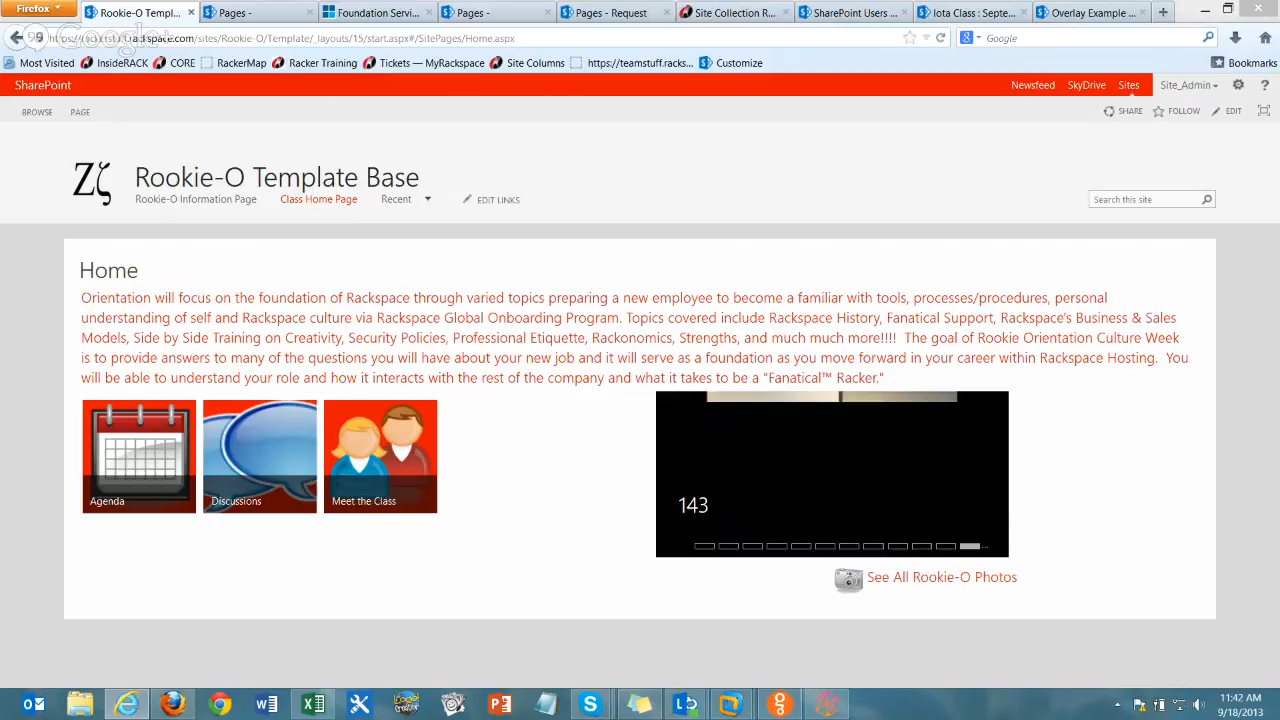 Firefox
Rookie-O Templ...
Pages -
Foundation Servi...
Pages -
Pages - Request
Site Collection R...
SharePoint Users ...
Iota Class : Septe...
Overlay Example ...
Google+
rackspace.com/sites/Rookie-O/Template/_layouts/15/start.aspx#/SitePages/Home.aspx
Google
Most Visited InsideRACK CORE RackerMap Racker Training Tickets — MyRackspace Site Columns https://teamstuff.racks... Customize Bookmarks
SharePoint Newsfeed SkyDrive Sites Site_Admin ?
BROWSE PAGE SHARE FOLLOW EDIT
Zζ
Rookie-O Template Base
Rookie-O Information Page Class Home Page Recent EDIT LINKS Search this site
Home
Orientation will focus on the foundation of Rackspace through varied topics preparing a new employee to become a familiar with tools, processes/procedures, personal
understanding of self and Rackspace culture via Rackspace Global Onboarding Program. Topics covered include Rackspace History, Fanatical Support, Rackspace's Business & Sales
Models, Side by Side Training on Creativity, Security Policies, Professional Etiquette, Rackonomics, Strengths, and much much more!!!! The goal of Rookie Orientation Culture Week
is to provide answers to many of the questions you will have about your new job and it will serve as a foundation as you move forward in your career within Rackspace Hosting. You
will be able to understand your role and how it interacts with the rest of the company and what it takes to be a "Fanatical™ Racker."
Agenda
Discussions
Meet the Class
143
...
See All Rookie-O Photos
11:42 AM
9/18/2013